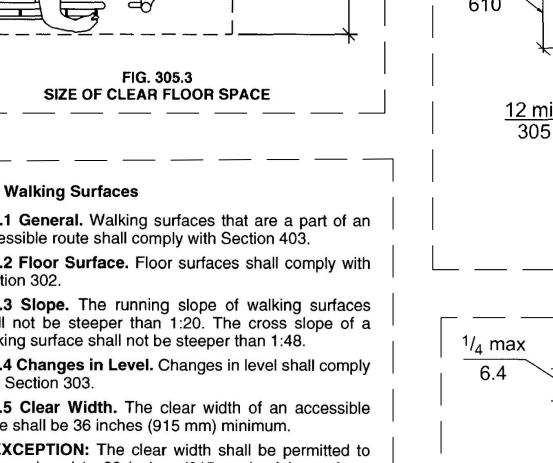 FIG. 305.3
SIZE OF CLEAR FLOOR SPACE
Walking Surfaces
.1 General. Walking surfaces that are a part of an
essible route shall comply with Section 403.
.2 Floor Surface. Floor surfaces shall comply with
tion 302.
.3 Slope. The running slope of walking surfaces
ll not be steeper than 1:20. The cross slope of a
king surface shall not be steeper than 1:48.
.4 Changes in Level. Changes in level shall comply
Section 303.
.5 Clear Width. The clear width of an accessible
e shall be 36 inches (915 mm) minimum.
XCEPTION: The clear width shall be permitted to
610
12 mi
305
1/4 max
6.4